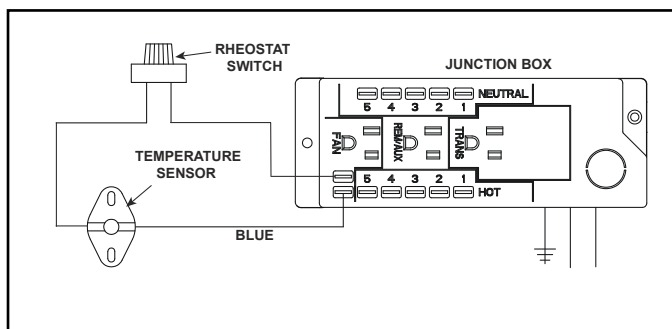 RHEOSTAT
SWITCH
JUNCTION BOX
5 4 3 2 1 NEUTRAL
FAN REM/AUX TRANS
TEMPERATURE
SENSOR
5 4 3 2 1 HOT
BLUE